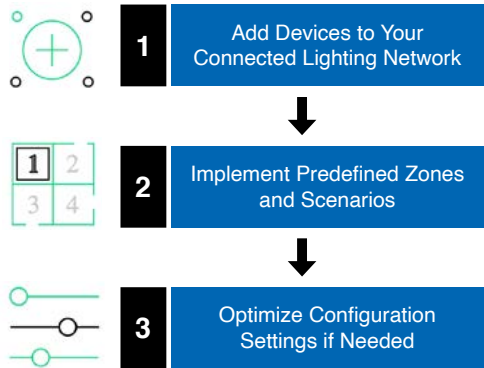 1
Add Devices to Your
Connected Lighting Network
1 2
3 4
2
Implement Predefined Zones
and Scenarios
3
Optimize Configuration
Settings if Needed